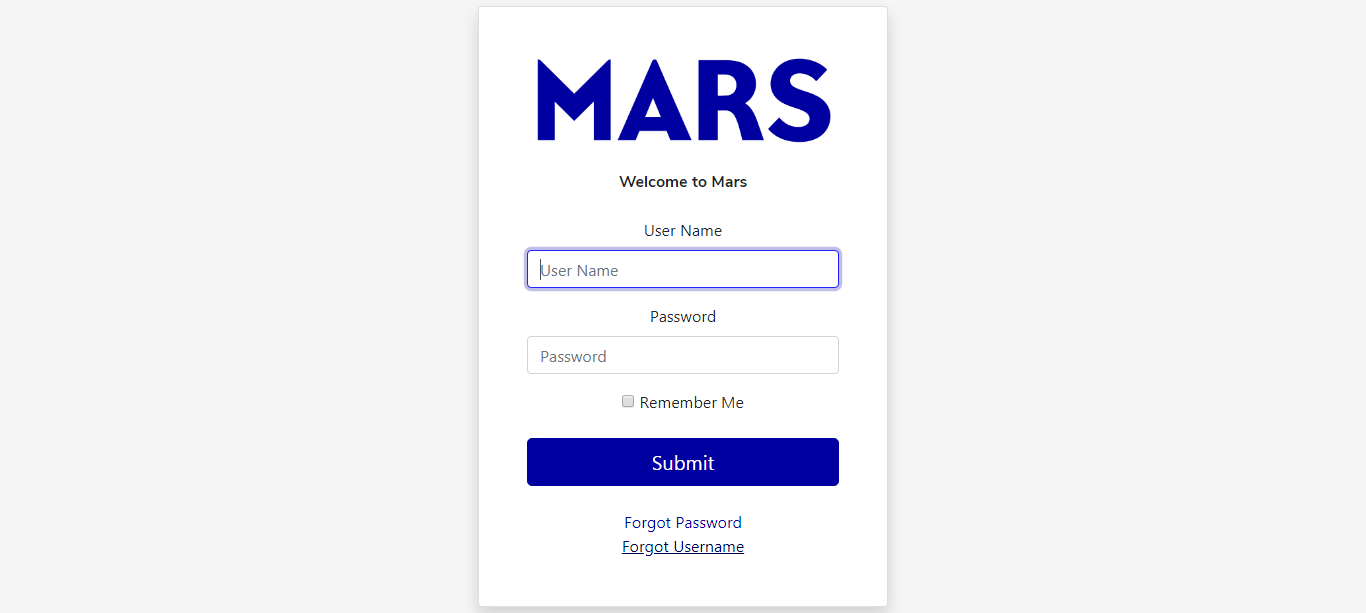 MARS
Welcome to Mars
User Name
User Name
Password
Password
Remember Me
Submit
Forgot Password
Forgot Username